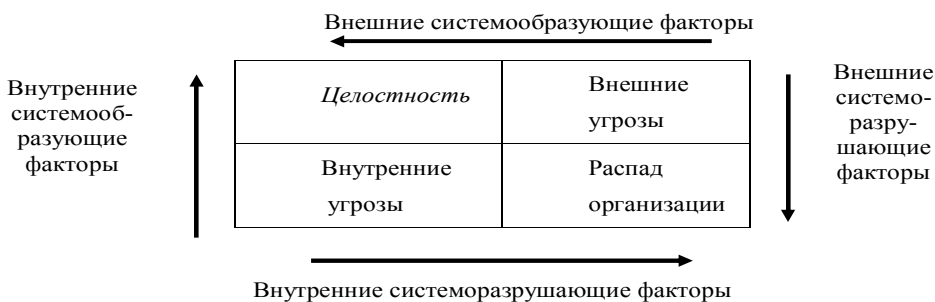 Внешние системообразующие факторы
Внутренние
системооб-
разующие
факторы
Целостность
Внешние
угрозы
Внутренние
угрозы
Распад
организации
Внешние
системо-
разру-
шающие
факторы
Внутренние системоразрушающие факторы